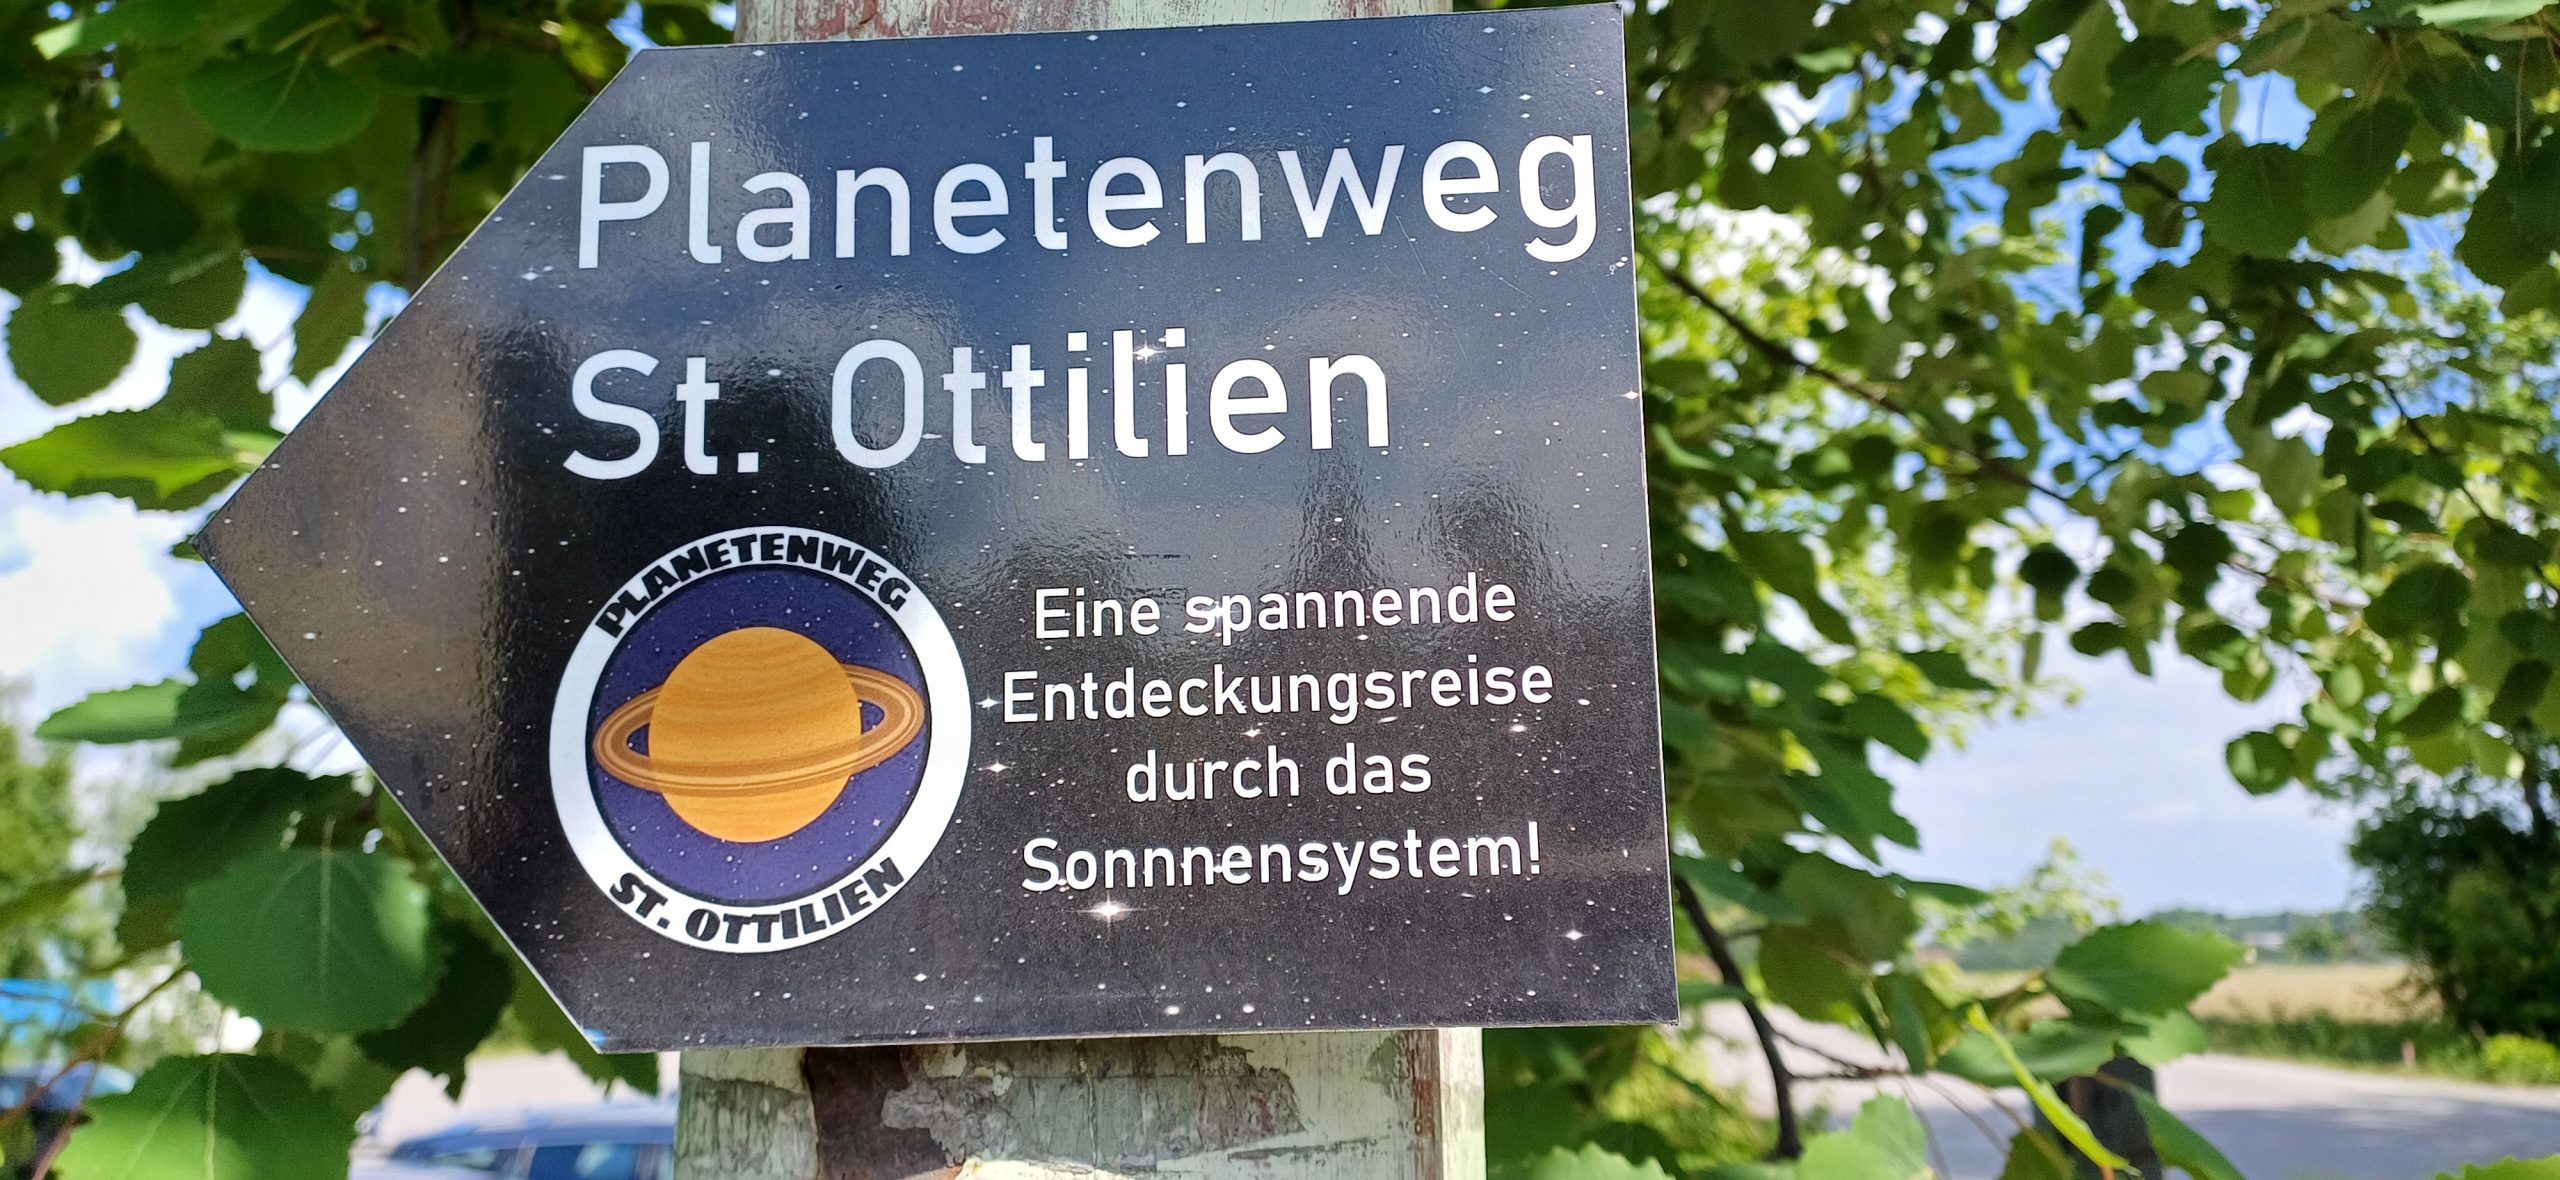 Planetenweg
St. Ottilien
PLANETENWEG
ST. OTTILIEN
Eine spannende
Entdeckungsreise
durch das
Sonnnensystem!